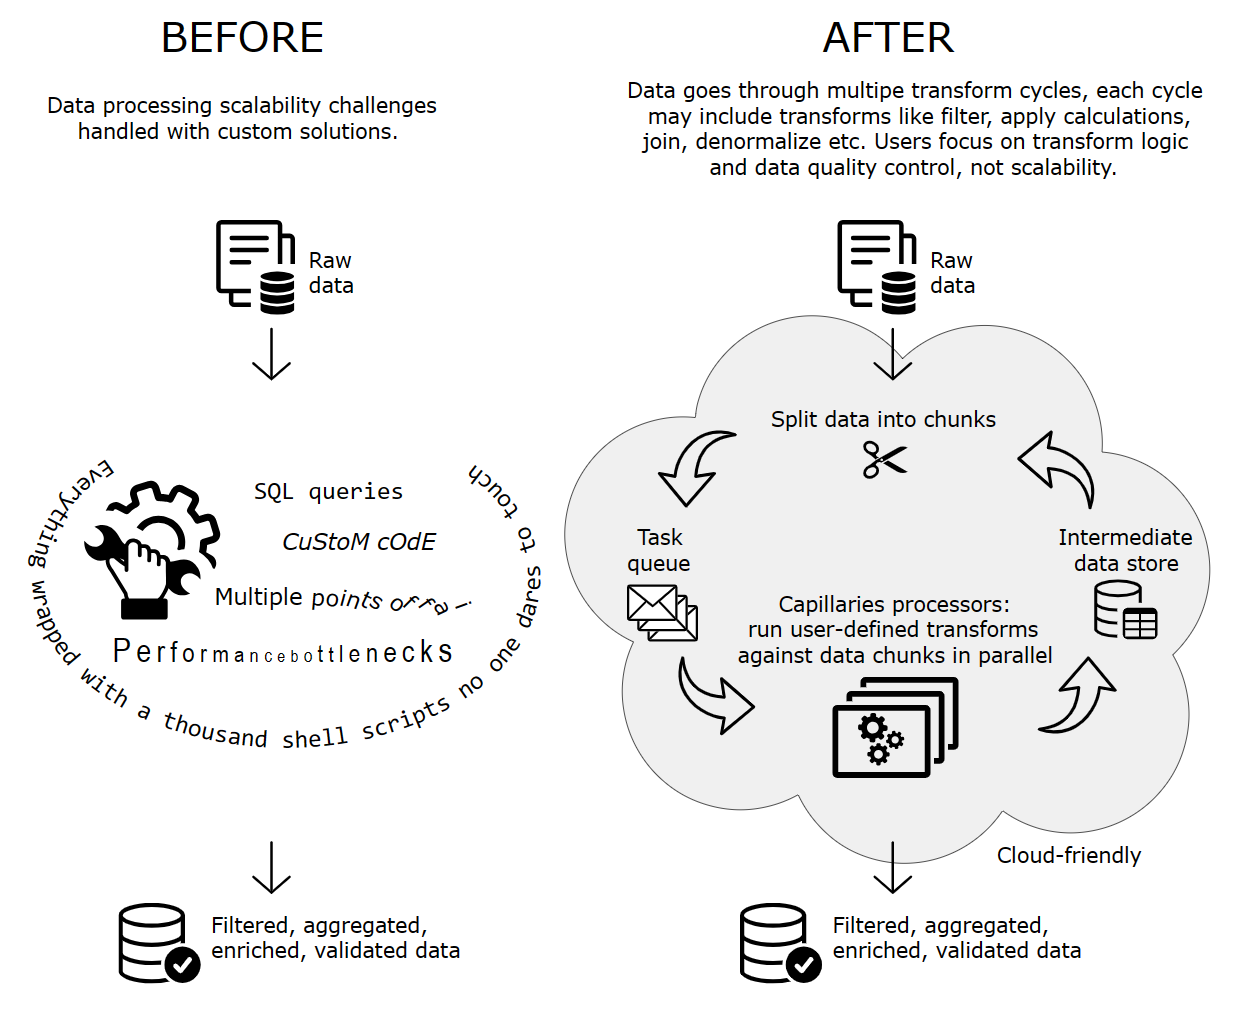 BEFORE
Data processing scalability challenges
handled with custom solutions.
Raw
data
Everything wrapped with a thousand shell scripts no one dares to touch
SQL queries
CuStoM cOdE
Multiple points of fai
Performancebottlenecks
Filtered, aggregated,
enriched, validated data
AFTER
Data goes through multipe transform cycles, each cycle
may include transforms like filter, apply calculations,
join, denormalize etc. Users focus on transform logic
and data quality control, not scalability.
Raw
data
Split data into chunks
Task
queue
Intermediate
data store
Capillaries processors:
run user-defined transforms
against data chunks in parallel
Cloud-friendly
Filtered, aggregated,
enriched, validated data